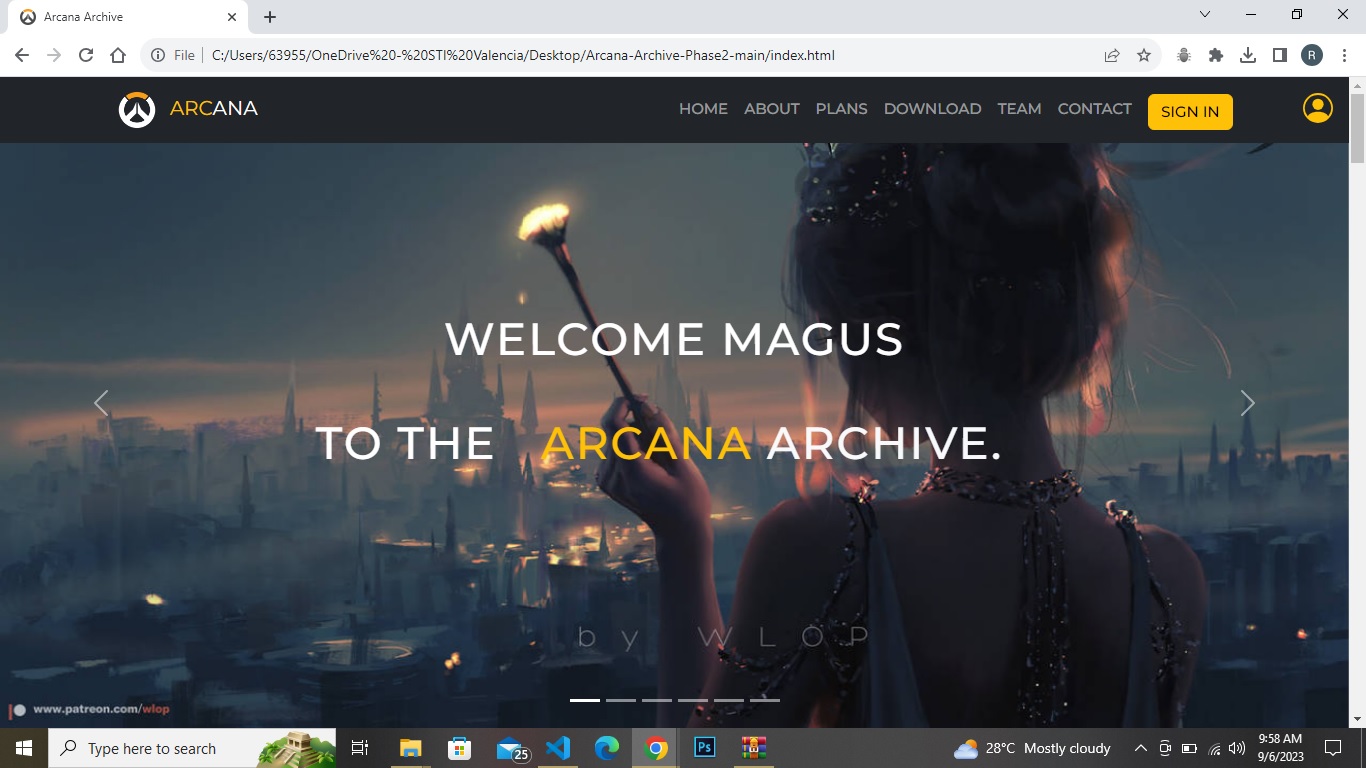 Arcana Archive
File
C:/Users/63955/OneDrive%20-%20STI%20Valencia/Desktop/Arcana-Archive-Phase2-main/index.html
R
ARCANA
HOME ABOUT PLANS DOWNLOAD TEAM CONTACT SIGN IN
WELCOME MAGUS
TO THE ARCANA ARCHIVE.
by WLOP
www.patreon.com/wlop
Type here to search
25
Ps
28°C Mostly cloudy
9:58 AM
9/6/2023